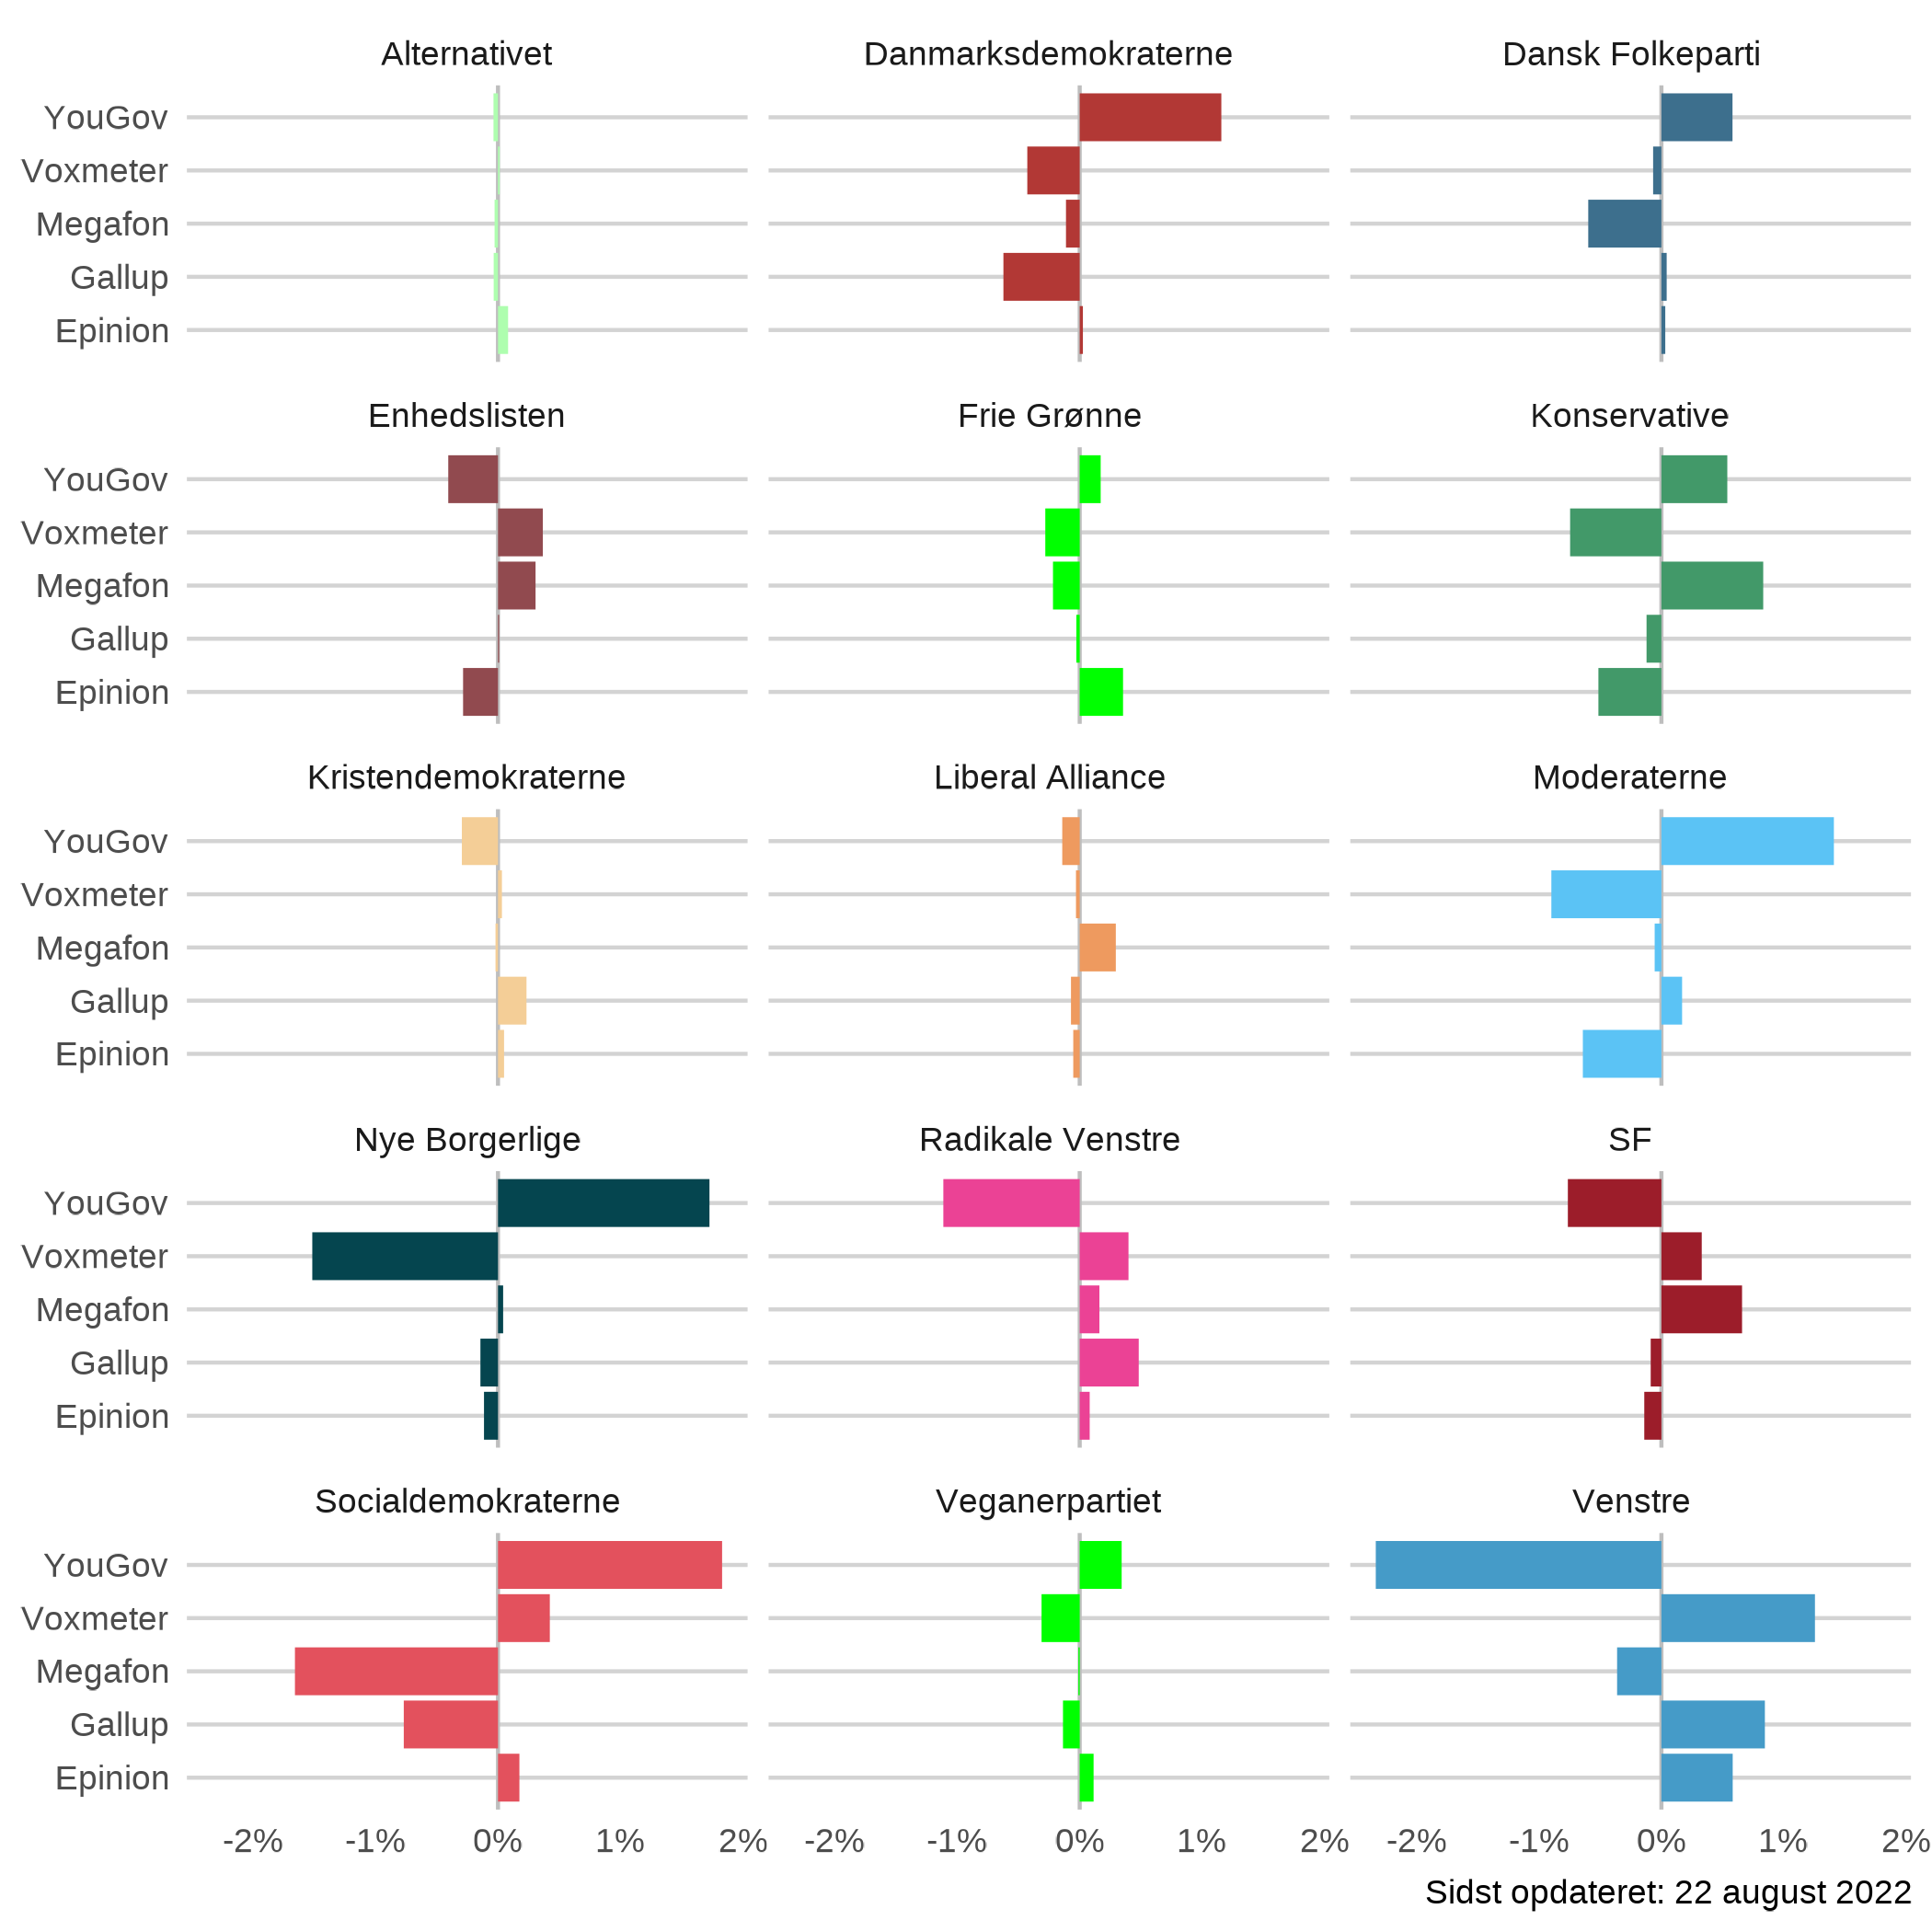 Alternativet Danmarksdemokraterne Dansk Folkeparti
YouGov
Voxmeter
Megafon
Gallup
Epinion
Enhedslisten Frie Grønne Konservative
YouGov
Voxmeter
Megafon
Gallup
Epinion
Kristendemokraterne Liberal Alliance Moderaterne
YouGov
Voxmeter
Megafon
Gallup
Epinion
Nye Borgerlige Radikale Venstre SF
YouGov
Voxmeter
Megafon
Gallup
Epinion
Socialdemokraterne Veganerpartiet Venstre
YouGov
Voxmeter
Megafon
Gallup
Epinion
-2% -1% 0% 1% 2% -2% -1% 0% 1% 2% -2% -1% 0% 1% 2%
Sidst opdateret: 22 august 2022